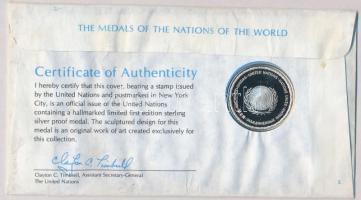 THE MEDALS OF THE NATIONS OF THE WORLD
Certificate of Authenticity
I hereby certify that this cover, bearing a stamp issued
by the United Nations and postmarked in New York
City, is an official issue of the United Nations
containing a hallmarked limited first edition sterling
silver proof medal. The sculptured design for this
medal is an original work of art created exclusively for
this collection.
Clayton C. Timbrell, Assistant Secretary-General
The United Nations